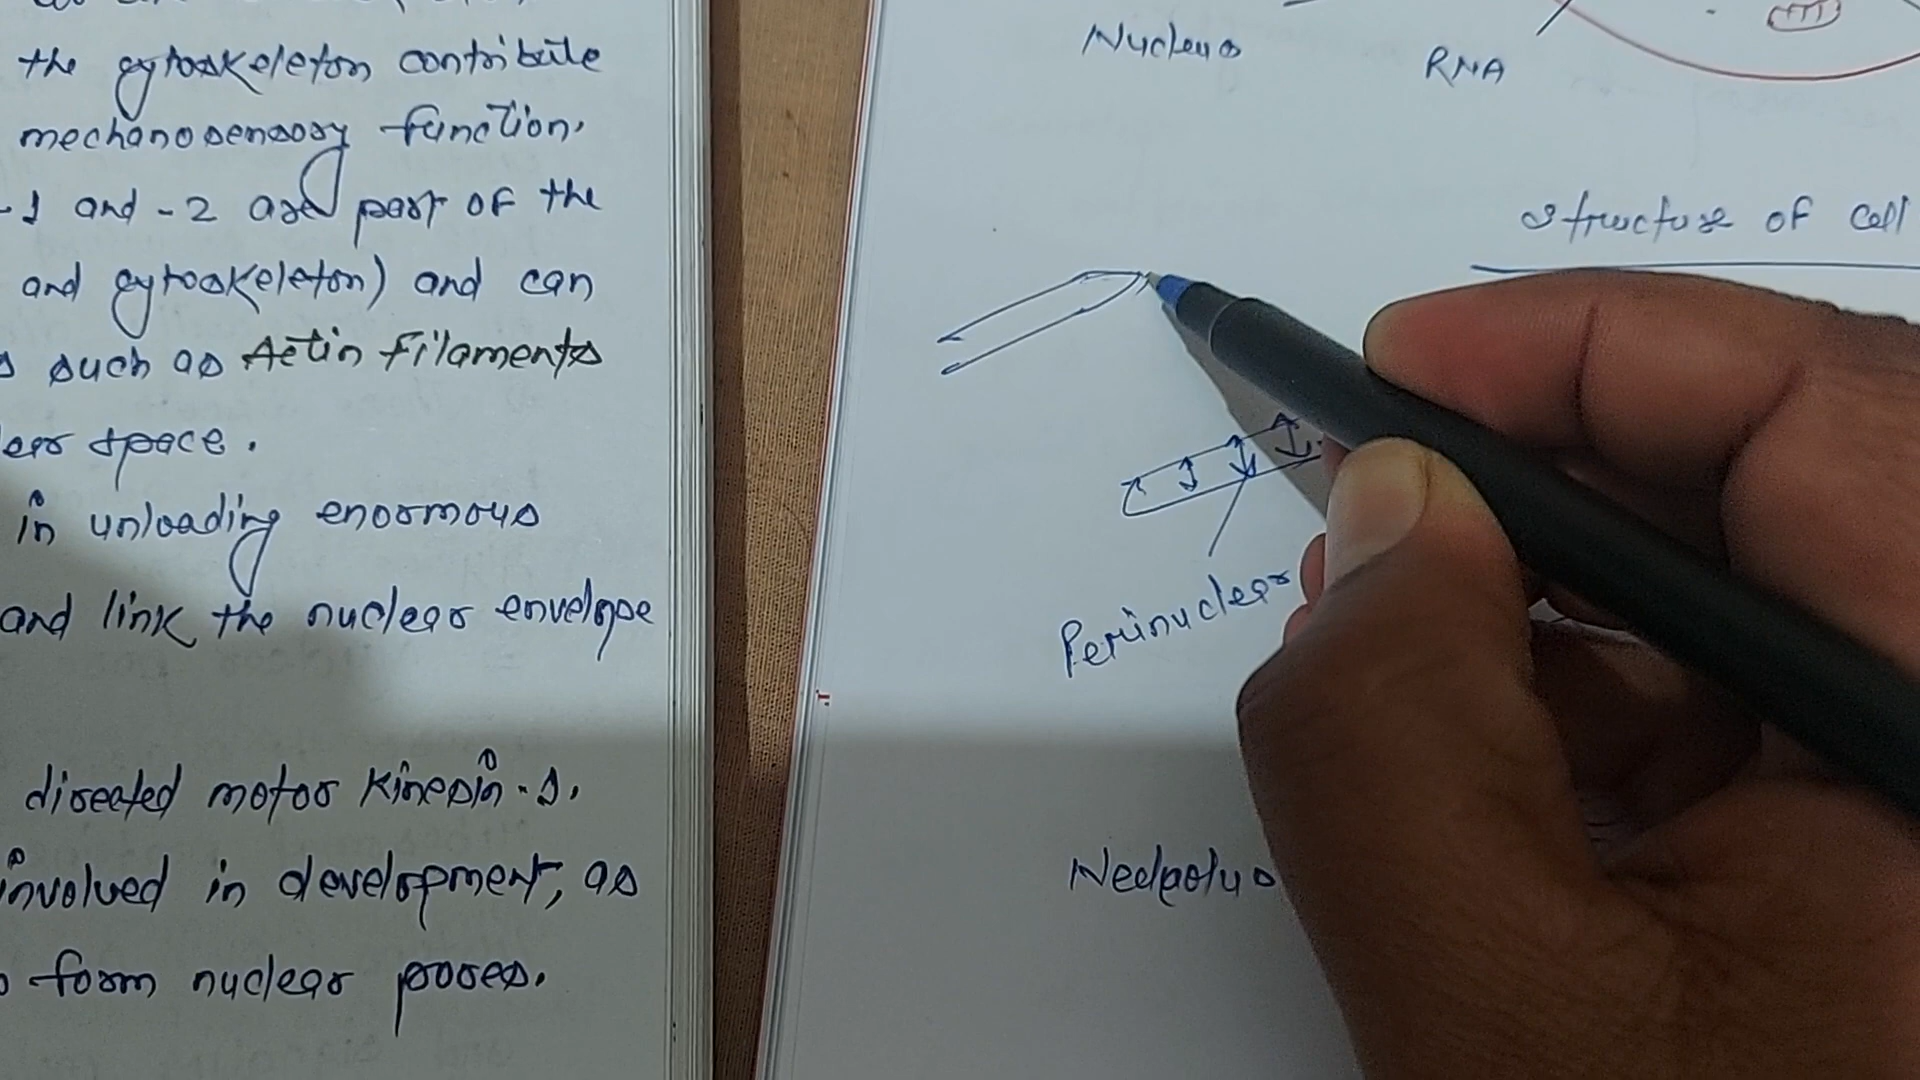 the cytoskeleton contribute
mechanosensory function.
-1 and -2 are part of the
and cytoskeleton) and can
s such as Actin Filaments
ear space.
in unloading enormous
and link the nuclear envelope
directed motor Kinesin-1.
involved in development, as
o form nuclear pores.
Nucleus
RNA
Structure of Cell
Perinuclear